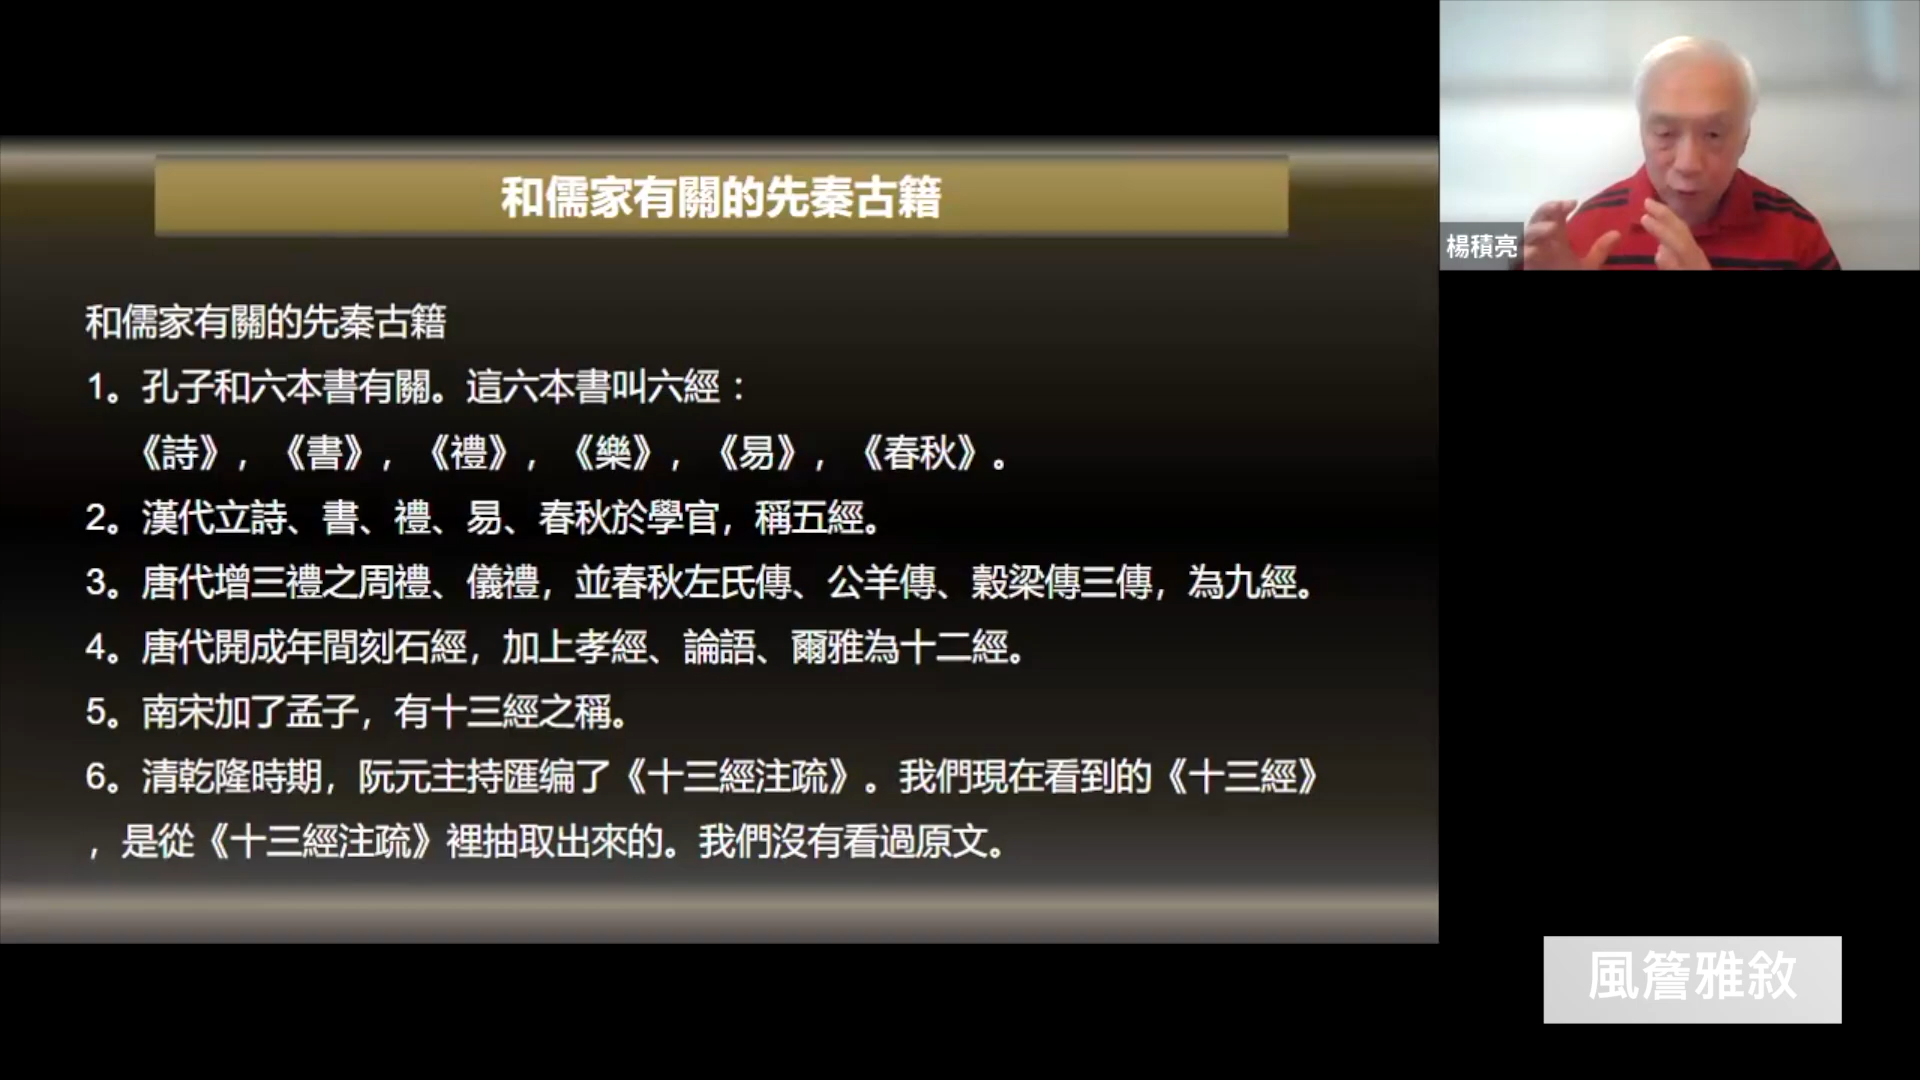 和儒家有關的先秦古籍
和儒家有關的先秦古籍
1。孔子和六本書有關。這六本書叫六經：
《詩》，《書》，《禮》，《樂》，《易》，《春秋》。
2。漢代立詩、書、禮、易、春秋於學官，稱五經。
3。唐代增三禮之周禮、儀禮，並春秋左氏傳、公羊傳、穀梁傳三傳，為九經。
4。唐代開成年間刻石經，加上孝經、論語、爾雅為十二經。
5。南宋加了孟子，有十三經之稱。
6。清乾隆時期，阮元主持匯编了《十三經注疏》。我們現在看到的《十三經》
，是從《十三經注疏》裡抽取出來的。我們沒有看過原文。
楊積亮
風簷雅敘